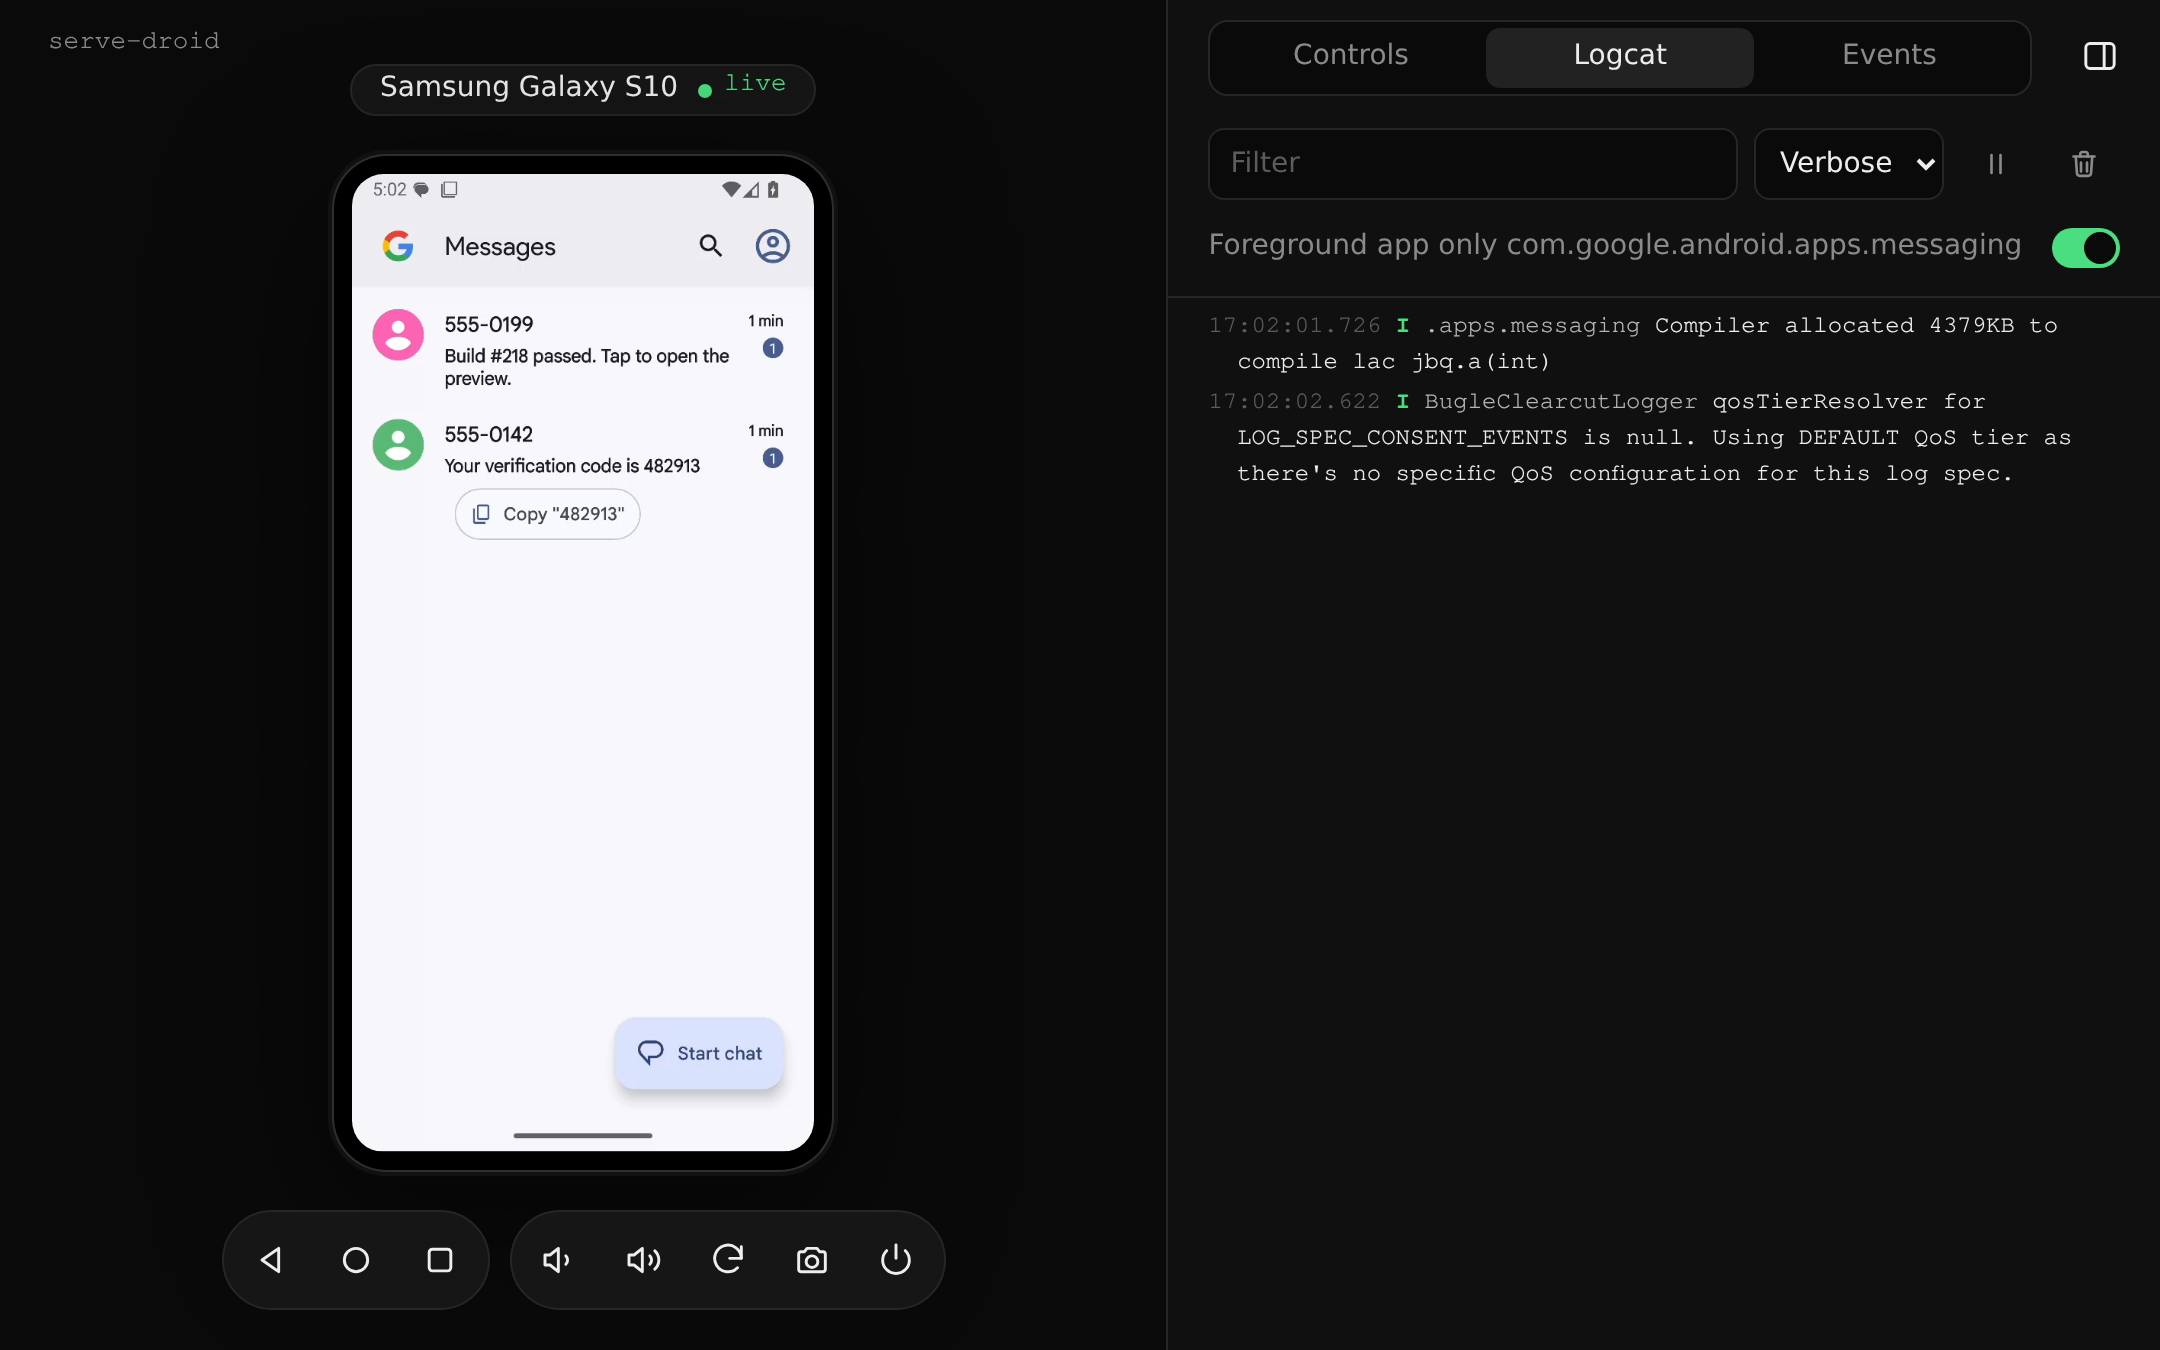 serve-droid
Samsung Galaxy S10 live
5:02
Messages
555-0199
1 min
Build #218 passed. Tap to open the
preview.
1
555-0142
1 min
Your verification code is 482913
1
Copy "482913"
Start chat
Controls Logcat Events
Filter
Verbose
Foreground app only com.google.android.apps.messaging
17:02:01.726 I .apps.messaging Compiler allocated 4379KB to
compile lac jbq.a(int)
17:02:02.622 I BugleClearcutLogger qosTierResolver for
LOG_SPEC_CONSENT_EVENTS is null. Using DEFAULT QoS tier as
there's no specific QoS configuration for this log spec.